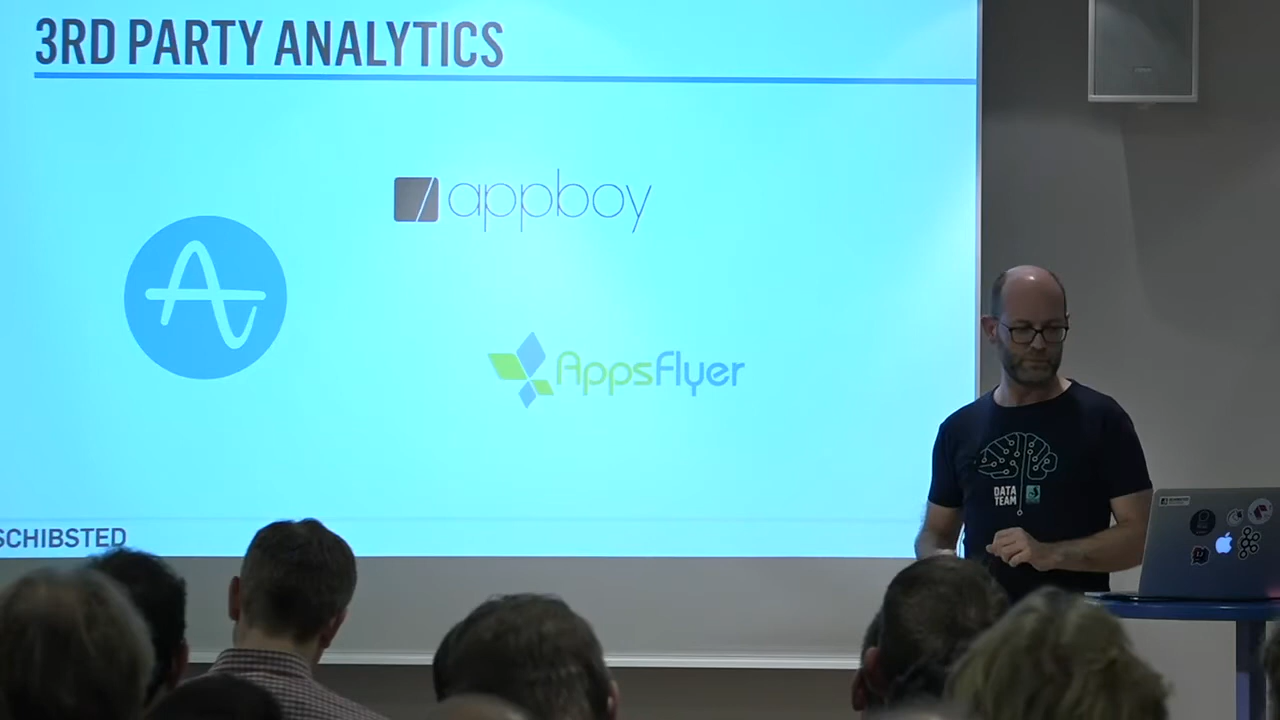 3RD PARTY ANALYTICS
appboy
AppsFlyer
SCHIBSTED
DATA
TEAM